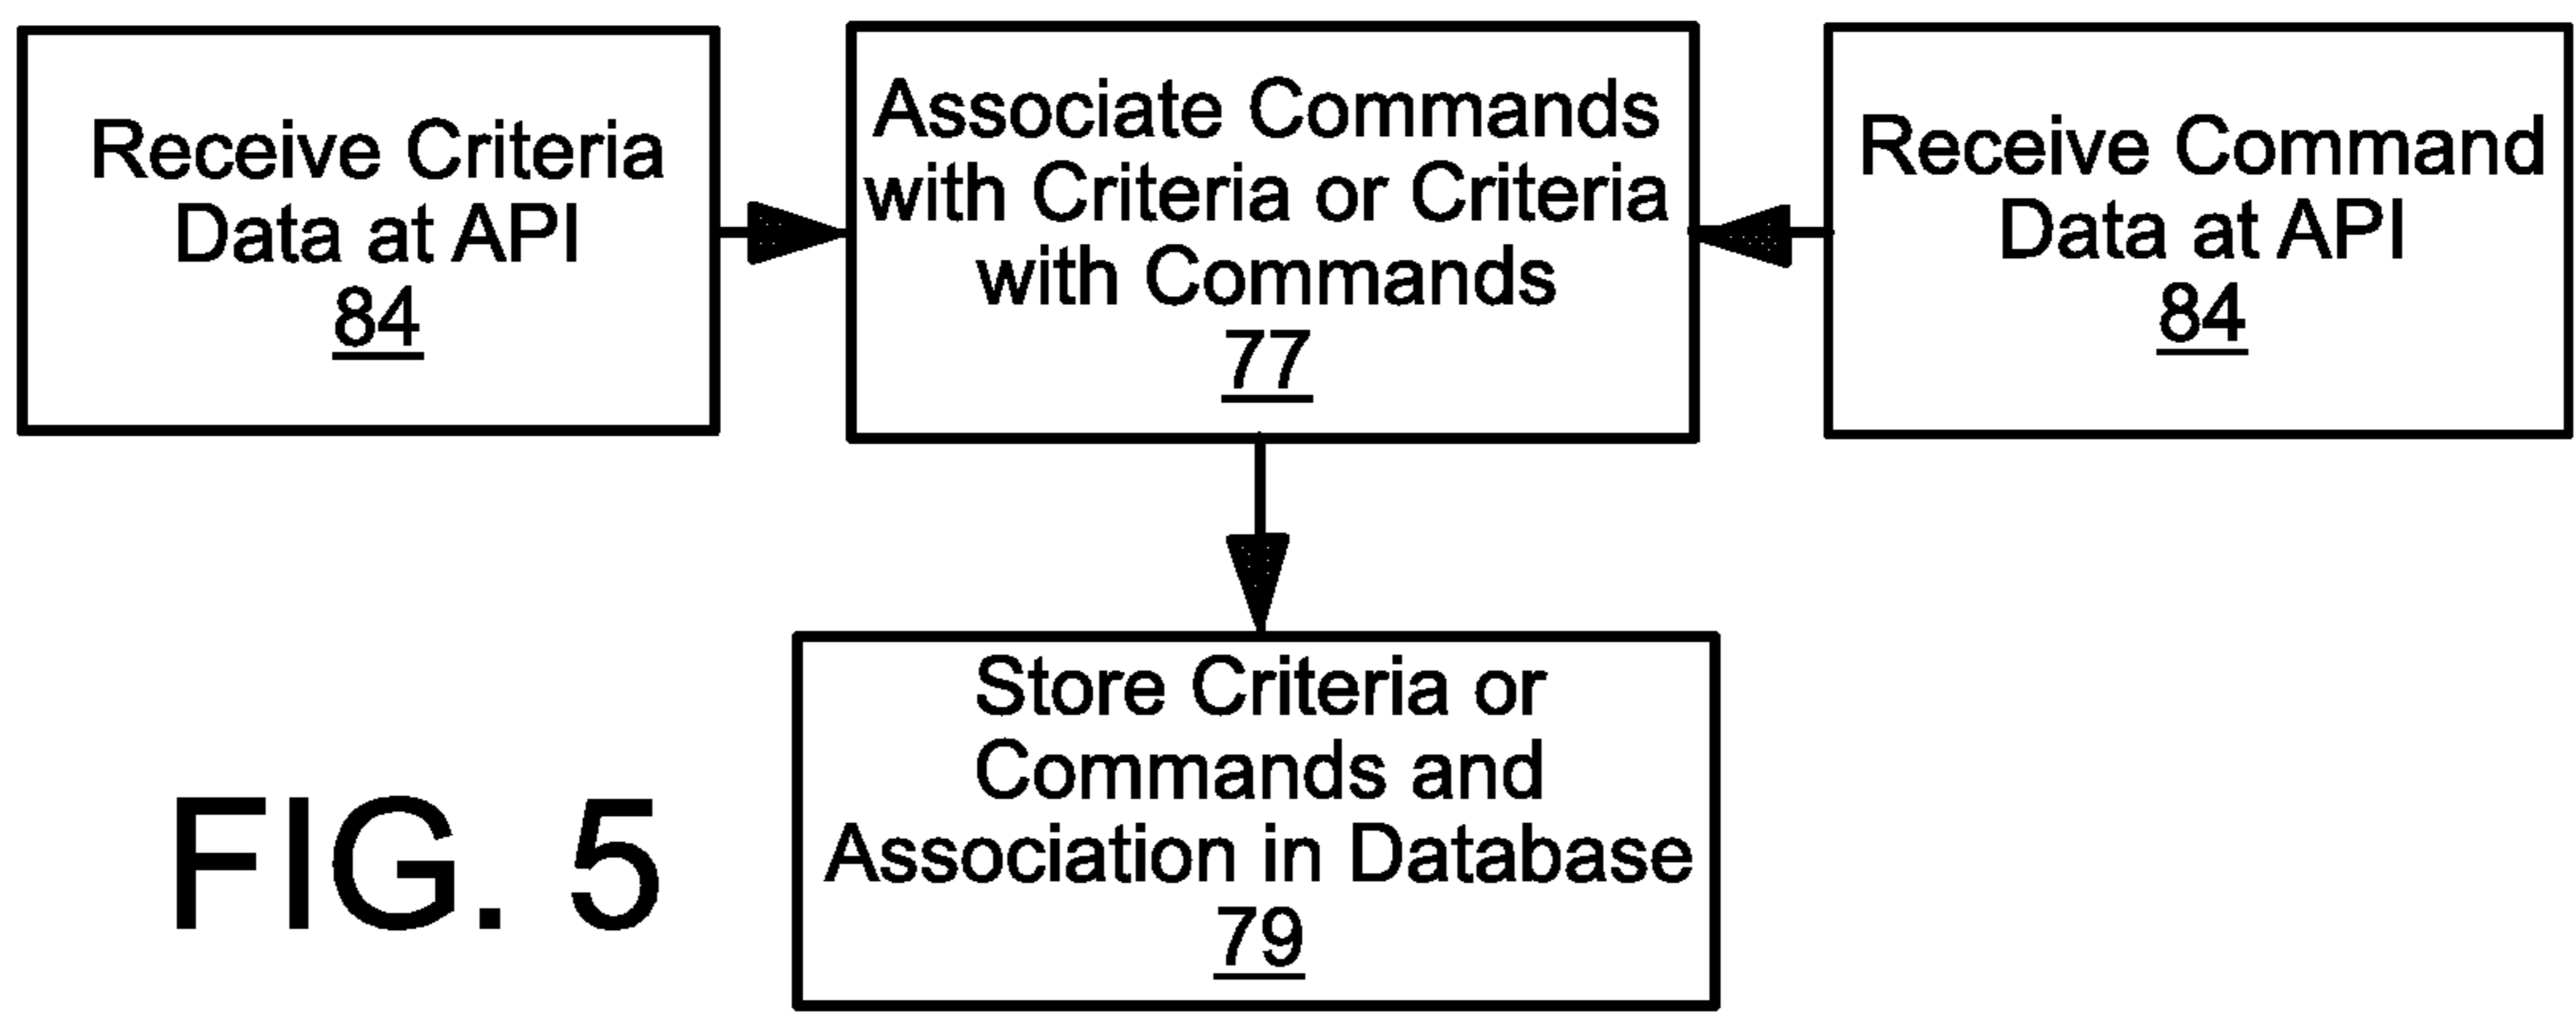 Receive Criteria
Data at API
84
Associate Commands
with Criteria or Criteria
with Commands
77
Receive Command
Data at API
84
Store Criteria or
Commands and
Association in Database
79
FIG. 5